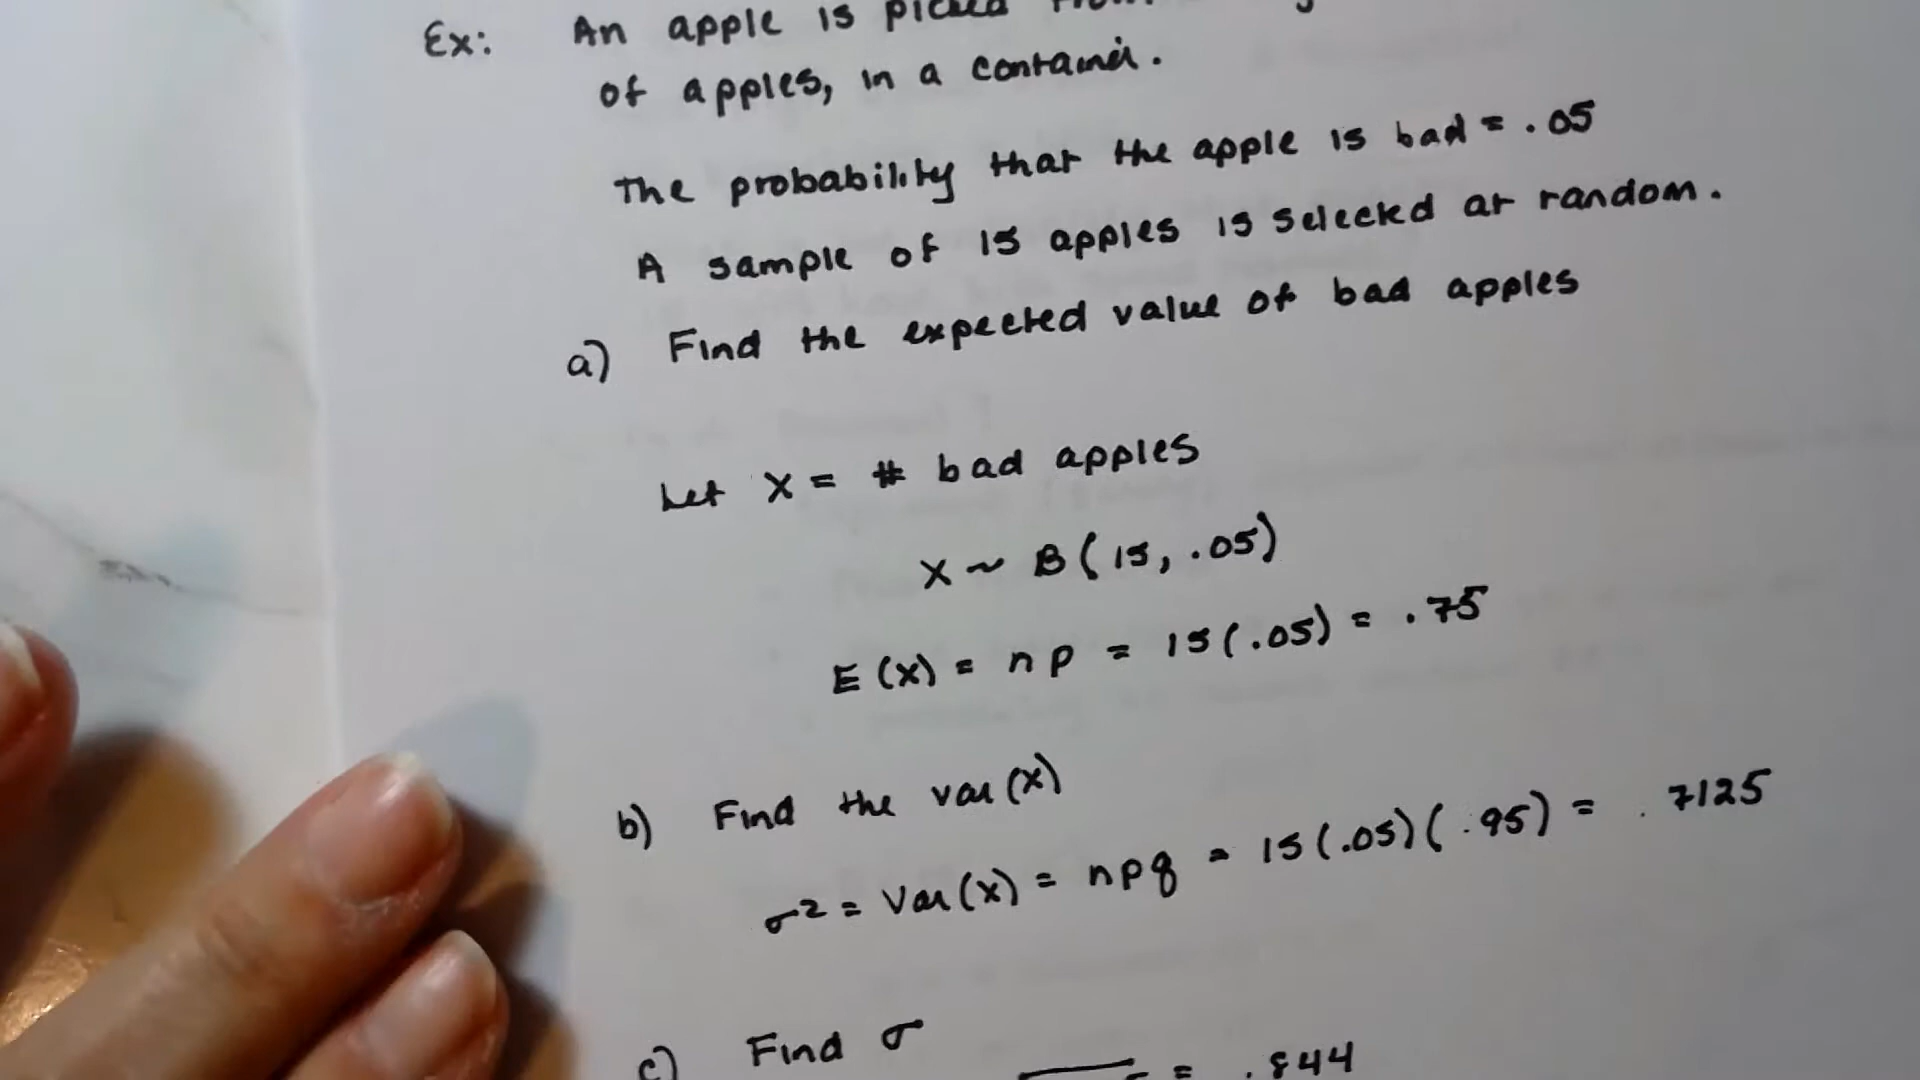 Ex: An apple is picked
of apples, in a container.
The probability that the apple is bad = .05
A sample of 15 apples is selected at random.
a) Find the expected value of bad apples
Let X = # bad apples
X ~ B(15, .05)
E(X) = np = 15(.05) = .75
b) Find the var(X)
σ² = Var(X) = npq = 15(.05)(.95) = .7125
c) Find σ
= .844